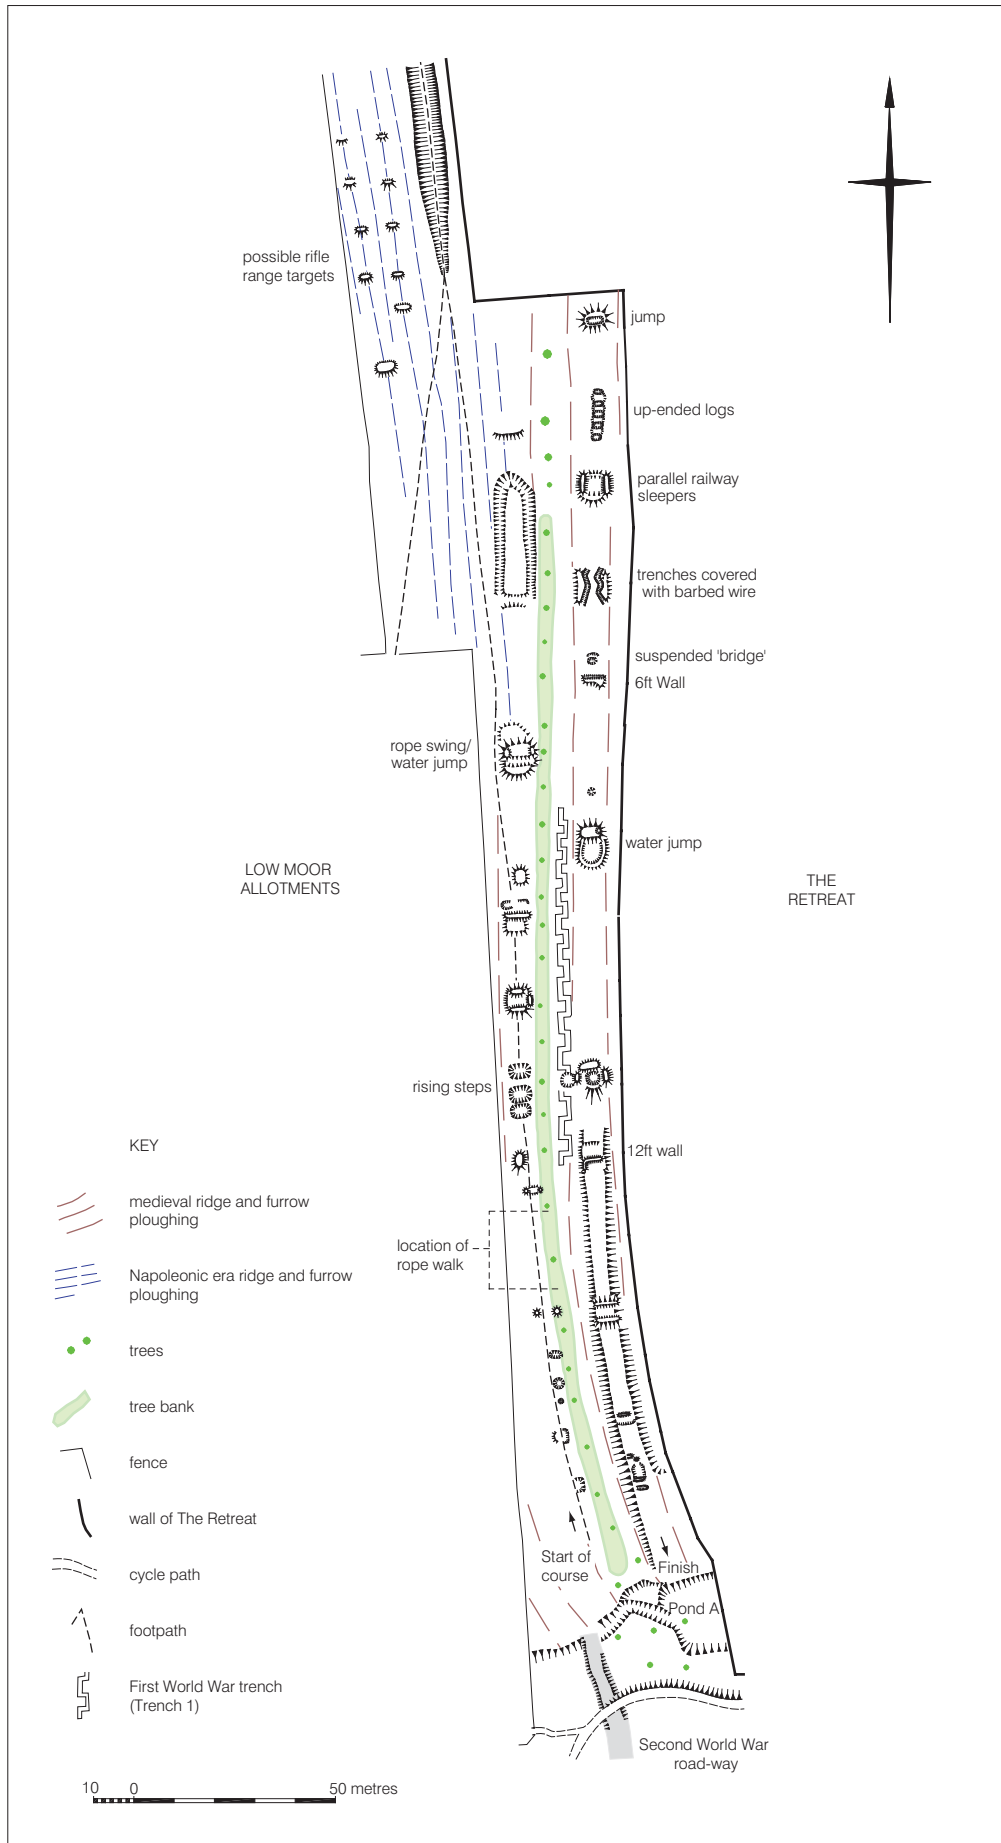 possible rifle
range targets
jump
up-ended logs
parallel railway
sleepers
trenches covered
with barbed wire
suspended 'bridge'
6ft Wall
rope swing/
water jump
water jump
LOW MOOR
ALLOTMENTS
THE
RETREAT
rising steps
12ft wall
location of
rope walk
Start of
course
Finish
Pond A
Second World War
road-way
KEY
medieval ridge and furrow
ploughing
Napoleonic era ridge and furrow
ploughing
trees
tree bank
fence
wall of The Retreat
cycle path
footpath
First World War trench
(Trench 1)
10 0 50 metres